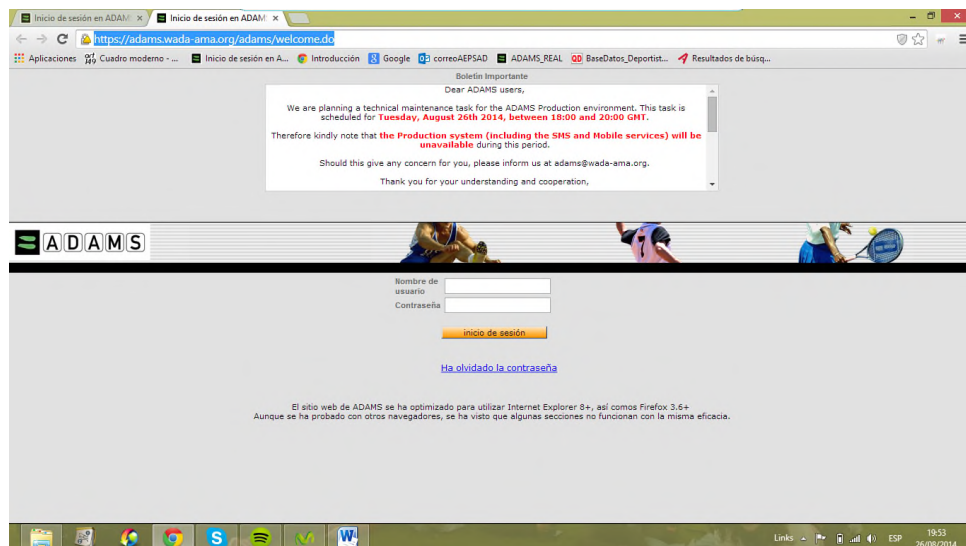 Inicio de sesión en ADAM
Inicio de sesión en ADAM
https://adams.wada-ama.org/adams/welcome.do
Aplicaciones Cuadro moderno - ... Inicio de sesión en A... Introducción Google correoAEPSAD ADAMS_REAL BaseDatos_Deportist... Resultados de búsq...
Boletín Importante
Dear ADAMS users,
We are planning a technical maintenance task for the ADAMS Production environment. This task is
scheduled for Tuesday, August 26th 2014, between 18:00 and 20:00 GMT.
Therefore kindly note that the Production system (including the SMS and Mobile services) will be
unavailable during this period.
Should this give any concern for you, please inform us at adams@wada-ama.org.
Thank you for your understanding and cooperation,
ADAMS
Nombre de
usuario
Contraseña
inicio de sesión
Ha olvidado la contraseña
El sitio web de ADAMS se ha optimizado para utilizar Internet Explorer 8+, así comos Firefox 3.6+
Aunque se ha probado con otros navegadores, se ha visto que algunas secciones no funcionan con la misma eficacia.
Links ESP 19:53
26/08/2014